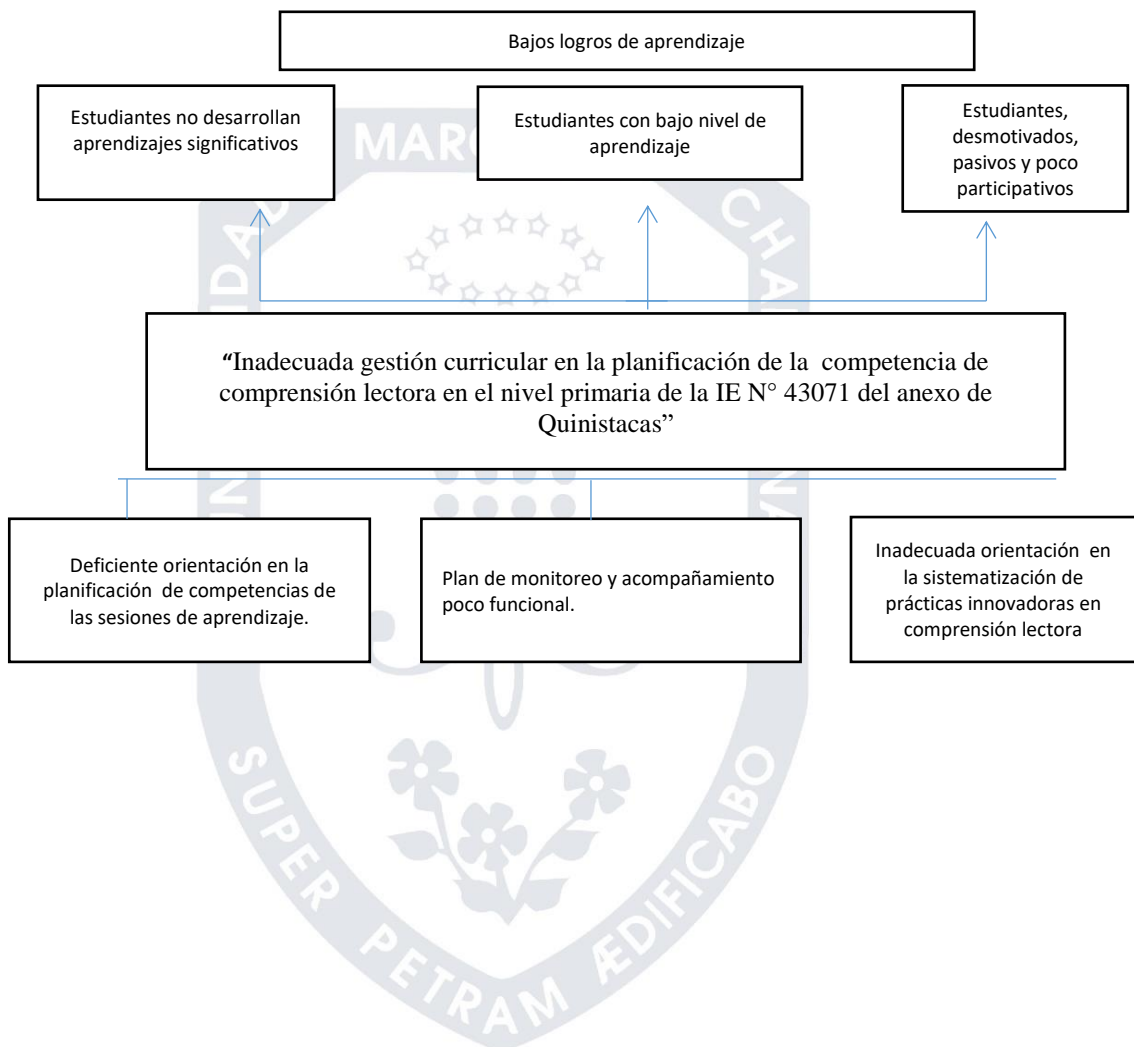 Bajos logros de aprendizaje
Estudiantes no desarrollan
aprendizajes significativos
Estudiantes con bajo nivel de
aprendizaje
Estudiantes,
desmotivados,
pasivos y poco
participativos
“Inadecuada gestión curricular en la planificación de la competencia de
comprensión lectora en el nivel primaria de la IE N° 43071 del anexo de
Quinistacas”
Deficiente orientación en la
planificación de competencias de
las sesiones de aprendizaje.
Plan de monitoreo y acompañamiento
poco funcional.
Inadecuada orientación en
la sistematización de
prácticas innovadoras en
comprensión lectora
SUPER PETRAM ÆDIFICABO